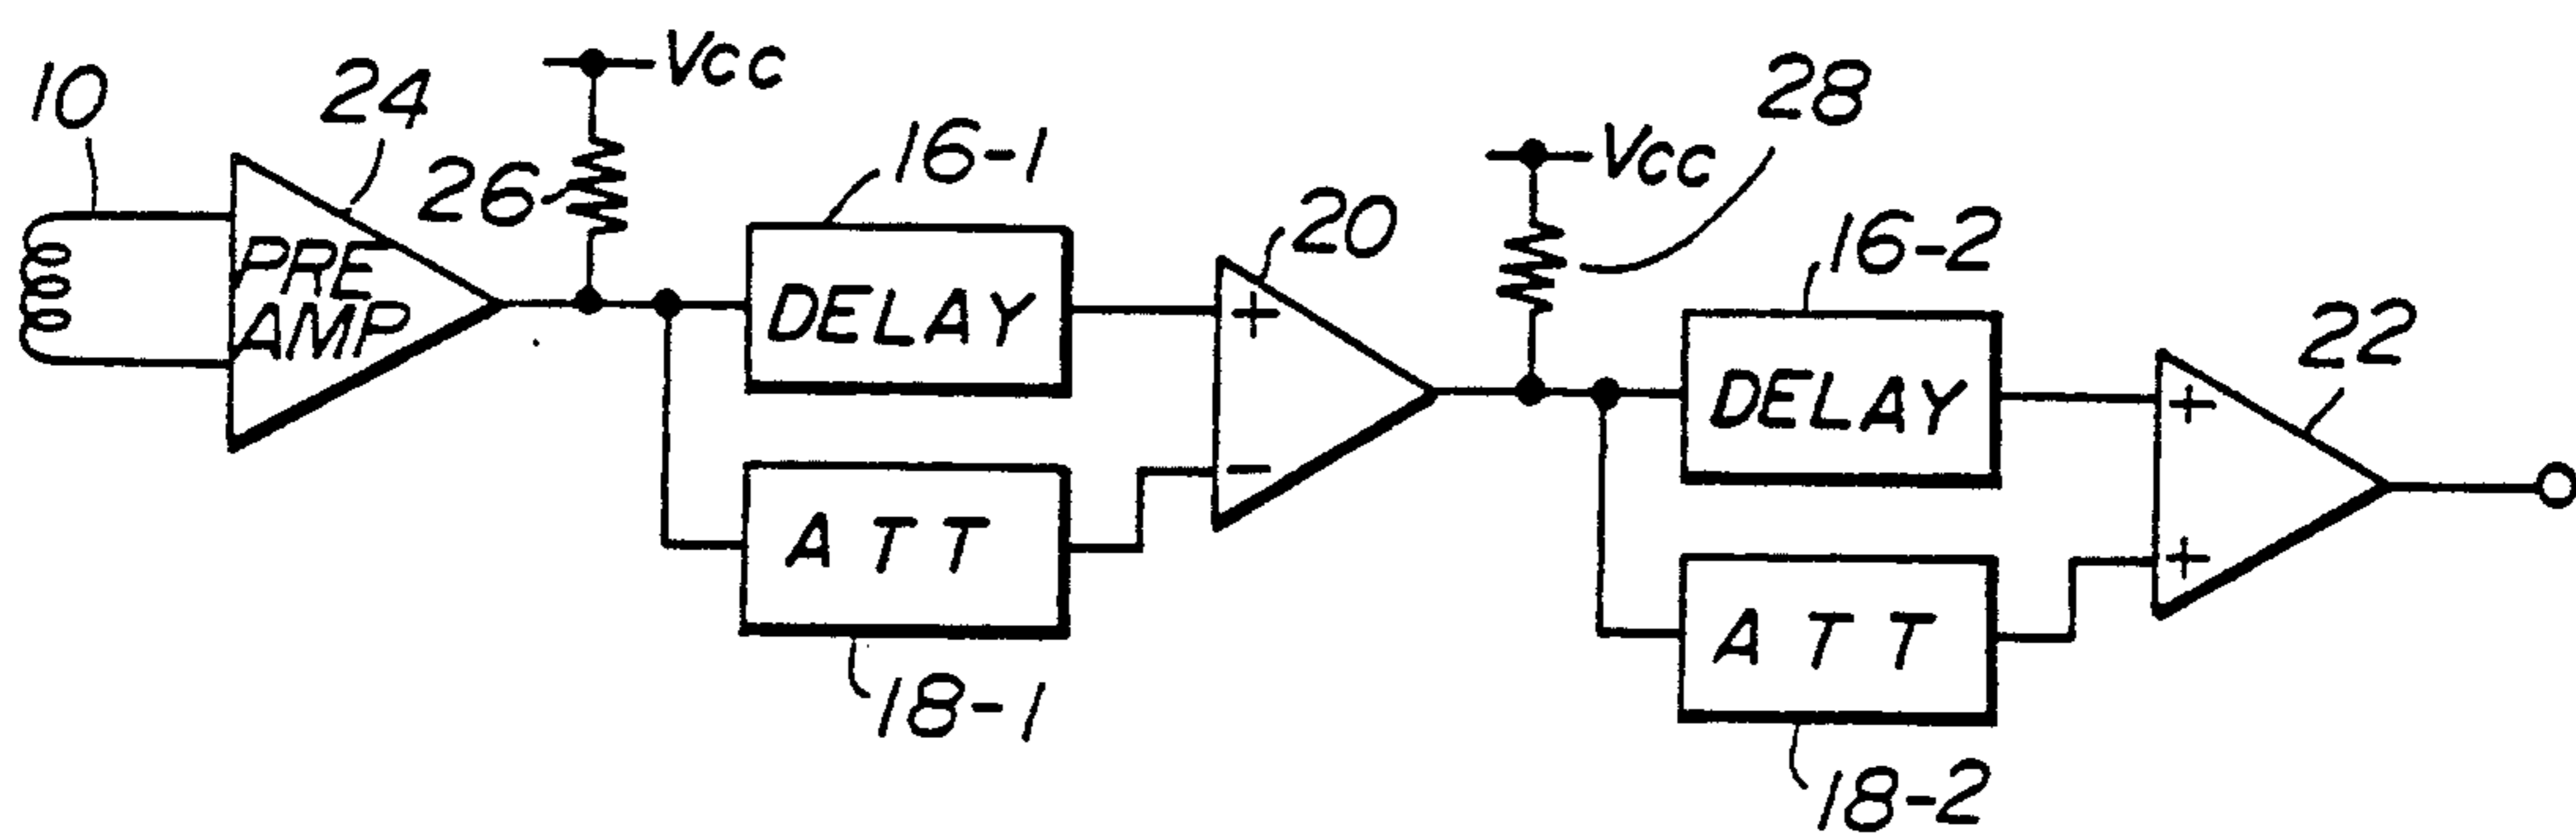 10
24
26
Vcc
PRE
AMP
16-1
DELAY
ATT
18-1
+
-
20
Vcc
28
16-2
DELAY
ATT
18-2
+
+
22